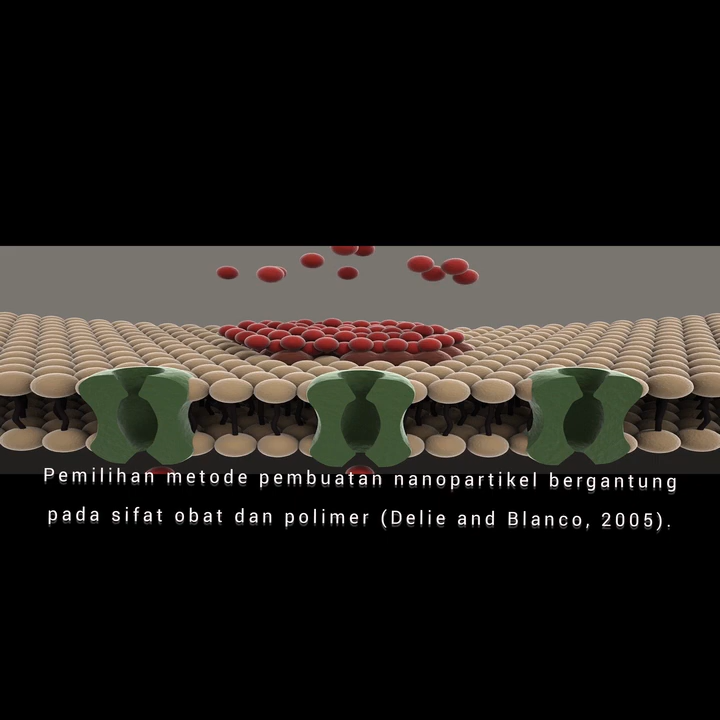 Pemilihan metode pembuatan nanopartikel bergantung
pada sifat obat dan polimer (Delie and Blanco, 2005).